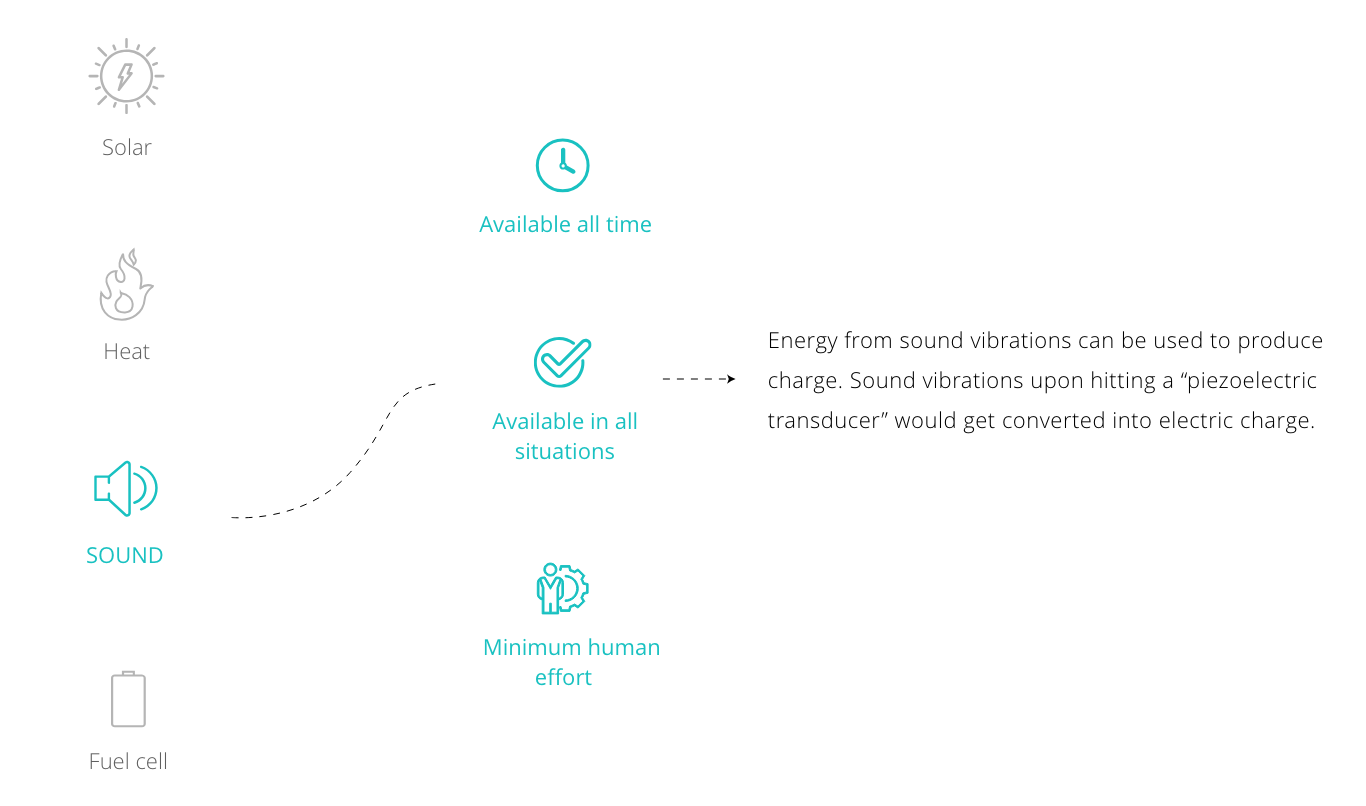 Solar
Heat
SOUND
Fuel cell
Available all time
Available in all
situations
Minimum human
effort
Energy from sound vibrations can be used to produce
charge. Sound vibrations upon hitting a “piezoelectric
transducer” would get converted into electric charge.